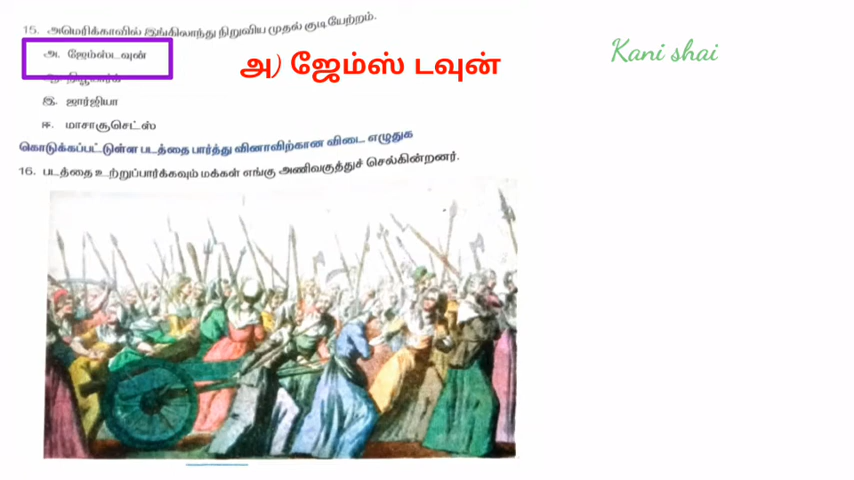 15. அமெரிக்காவில் இங்கிலாந்து நிறுவிய முதல் குடியேற்றம்.
அ. ஜேம்ஸ்டவுன்
அ) ஜேம்ஸ் டவுன்
Kani shai
ஆ. நியூயார்க்
இ. ஜார்ஜியா
ஈ. மாசாசூசெட்ஸ்
கொடுக்கப்பட்டுள்ள படத்தை பார்த்து வினாவிற்கான விடை எழுதுக
16. படத்தை உற்றுப்பார்க்கவும் மக்கள் எங்கு அணிவகுத்துச் செல்கின்றனர்.